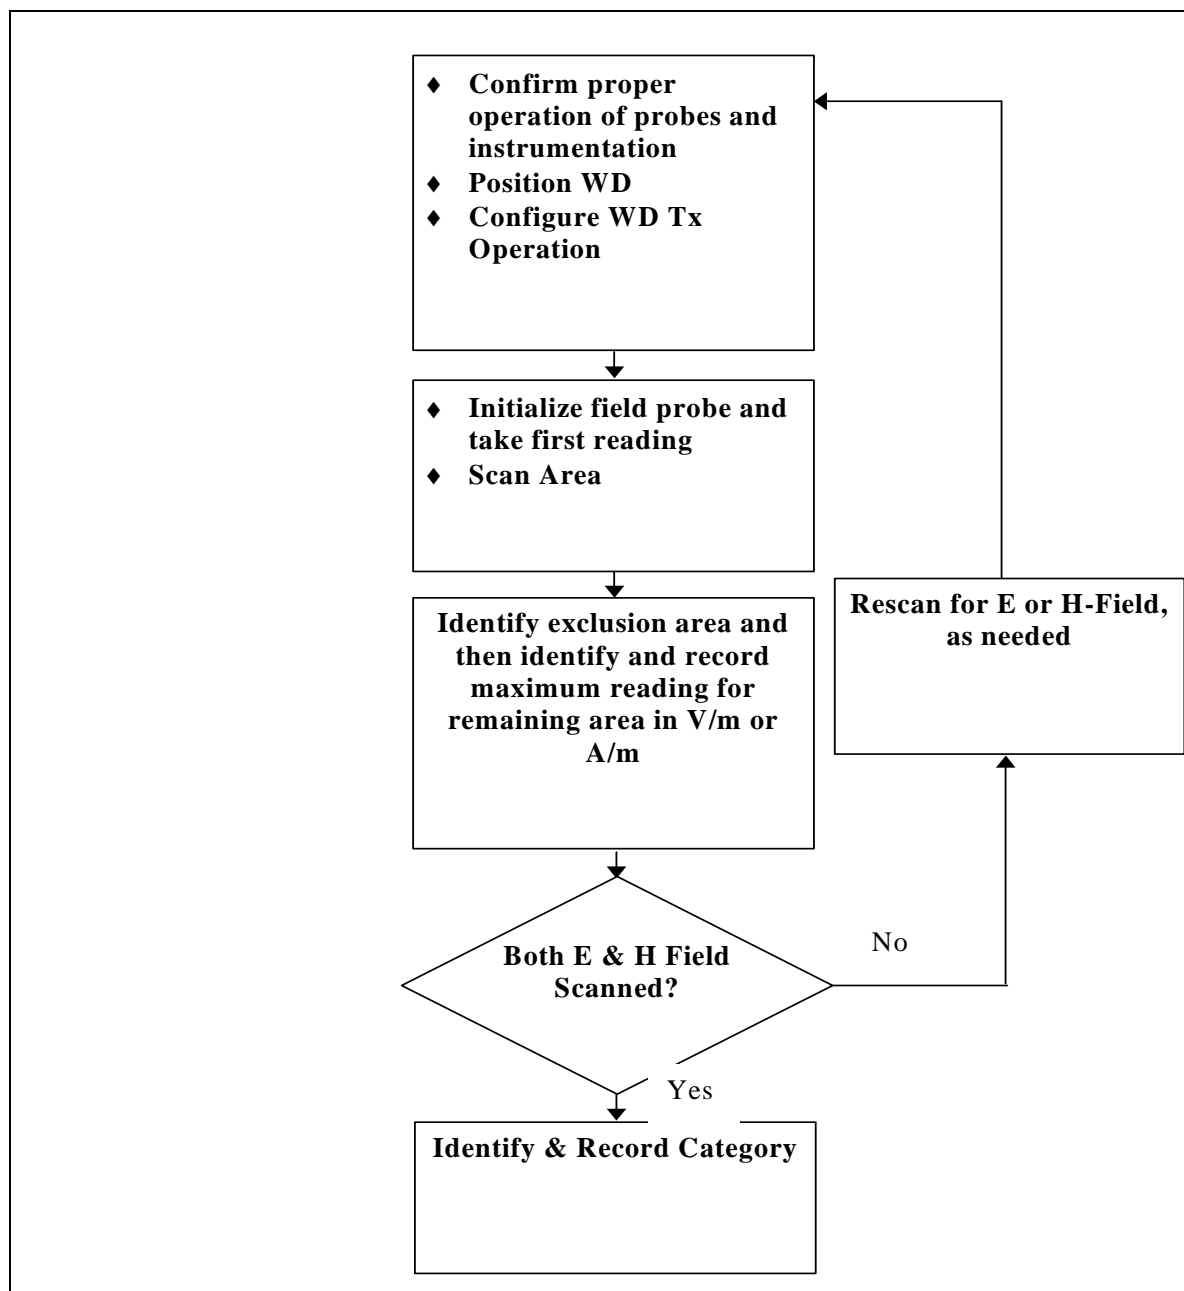 ♦ Confirm proper
operation of probes and
instrumentation
♦ Position WD
♦ Configure WD Tx
Operation
♦ Initialize field probe and
take first reading
♦ Scan Area
Identify exclusion area and
then identify and record
maximum reading for
remaining area in V/m or
A/m
Rescan for E or H-Field,
as needed
Both E & H Field
Scanned?
No
Yes
Identify & Record Category